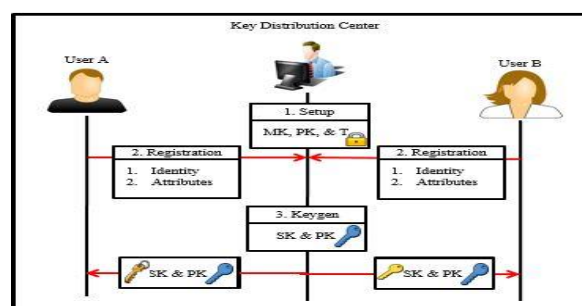 Key Distribution Center
User A
User B
1. Setup
MK, PK, & T
2. Registration
1. Identity
2. Attributes
2. Registration
1. Identity
2. Attributes
3. Keygen
SK & PK
SK & PK
SK & PK